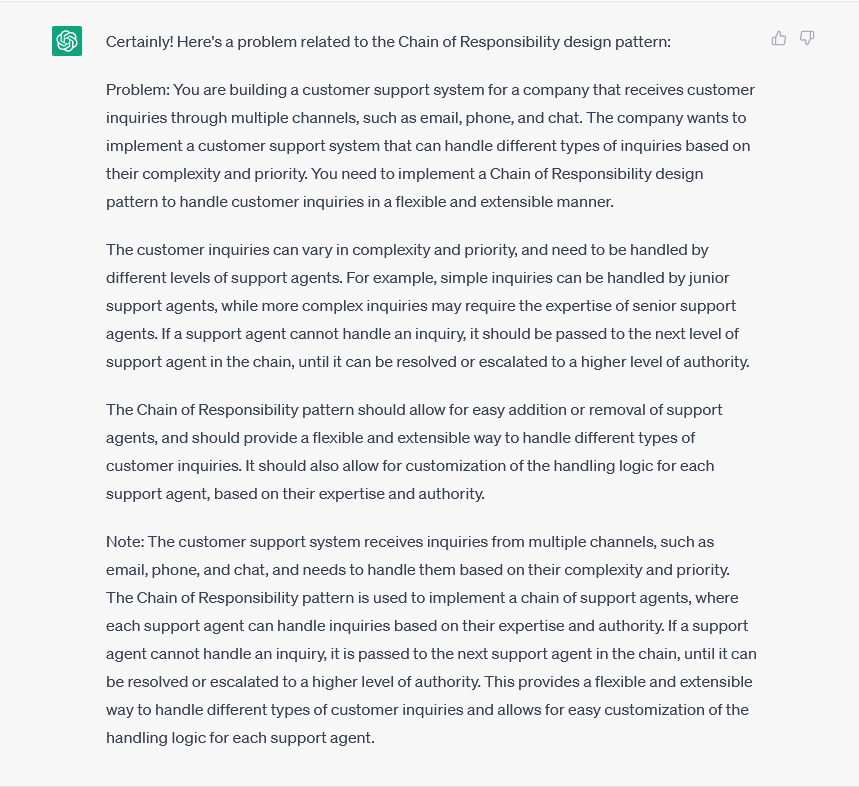 Certainly! Here's a problem related to the Chain of Responsibility design pattern:
Problem: You are building a customer support system for a company that receives customer
inquiries through multiple channels, such as email, phone, and chat. The company wants to
implement a customer support system that can handle different types of inquiries based on
their complexity and priority. You need to implement a Chain of Responsibility design
pattern to handle customer inquiries in a flexible and extensible manner.
The customer inquiries can vary in complexity and priority, and need to be handled by
different levels of support agents. For example, simple inquiries can be handled by junior
support agents, while more complex inquiries may require the expertise of senior support
agents. If a support agent cannot handle an inquiry, it should be passed to the next level of
support agent in the chain, until it can be resolved or escalated to a higher level of authority.
The Chain of Responsibility pattern should allow for easy addition or removal of support
agents, and should provide a flexible and extensible way to handle different types of
customer inquiries. It should also allow for customization of the handling logic for each
support agent, based on their expertise and authority.
Note: The customer support system receives inquiries from multiple channels, such as
email, phone, and chat, and needs to handle them based on their complexity and priority.
The Chain of Responsibility pattern is used to implement a chain of support agents, where
each support agent can handle inquiries based on their expertise and authority. If a support
agent cannot handle an inquiry, it is passed to the next support agent in the chain, until it can
be resolved or escalated to a higher level of authority. This provides a flexible and extensible
way to handle different types of customer inquiries and allows for easy customization of the
handling logic for each support agent.